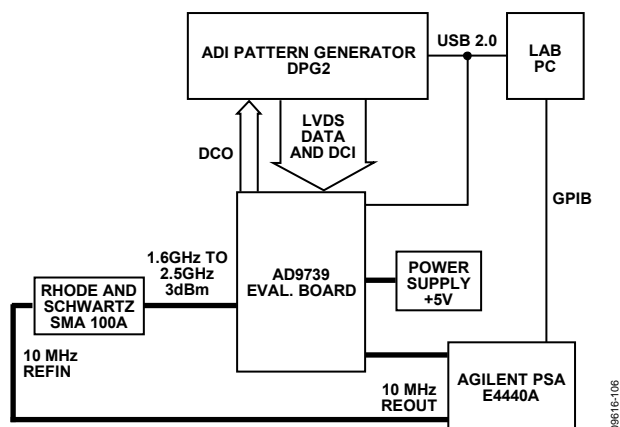 ADI PATTERN GENERATOR
DPG2
USB 2.0
LAB
PC
DCO
LVDS
DATA
AND DCI
GPIB
1.6GHz TO
2.5GHz
3dBm
AD9739
EVAL. BOARD
POWER
SUPPLY
+5V
RHODE AND
SCHWARTZ
SMA 100A
10 MHz
REFIN
10 MHz
REOUT
AGILENT PSA
E4440A
09616-106